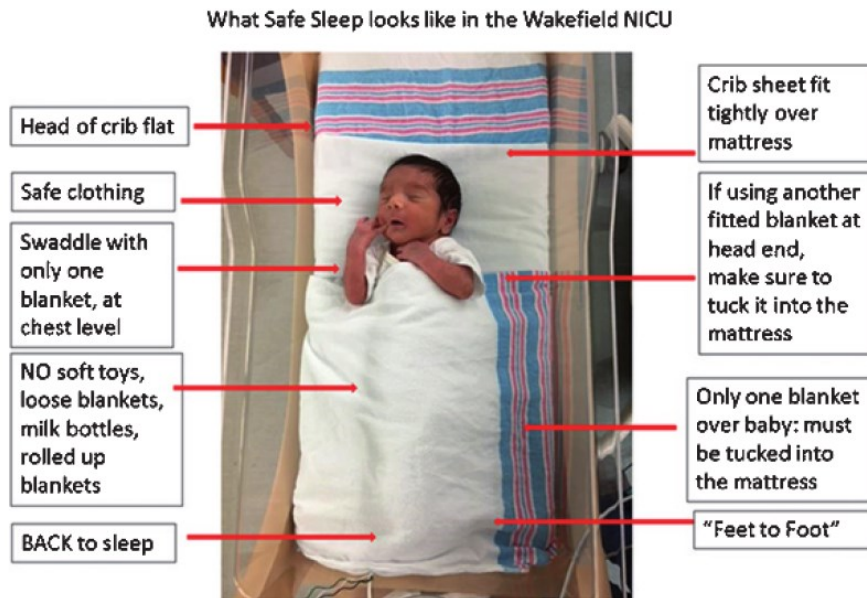 What Safe Sleep looks like in the Wakefield NICU
Head of crib flat
Safe clothing
Swaddle with
only one
blanket, at
chest level
NO soft toys,
loose blankets,
milk bottles,
rolled up
blankets
BACK to sleep
Crib sheet fit
tightly over
mattress
If using another
fitted blanket at
head end,
make sure to
tuck it into the
mattress
Only one blanket
over baby: must
be tucked into
the mattress
“Feet to Foot”